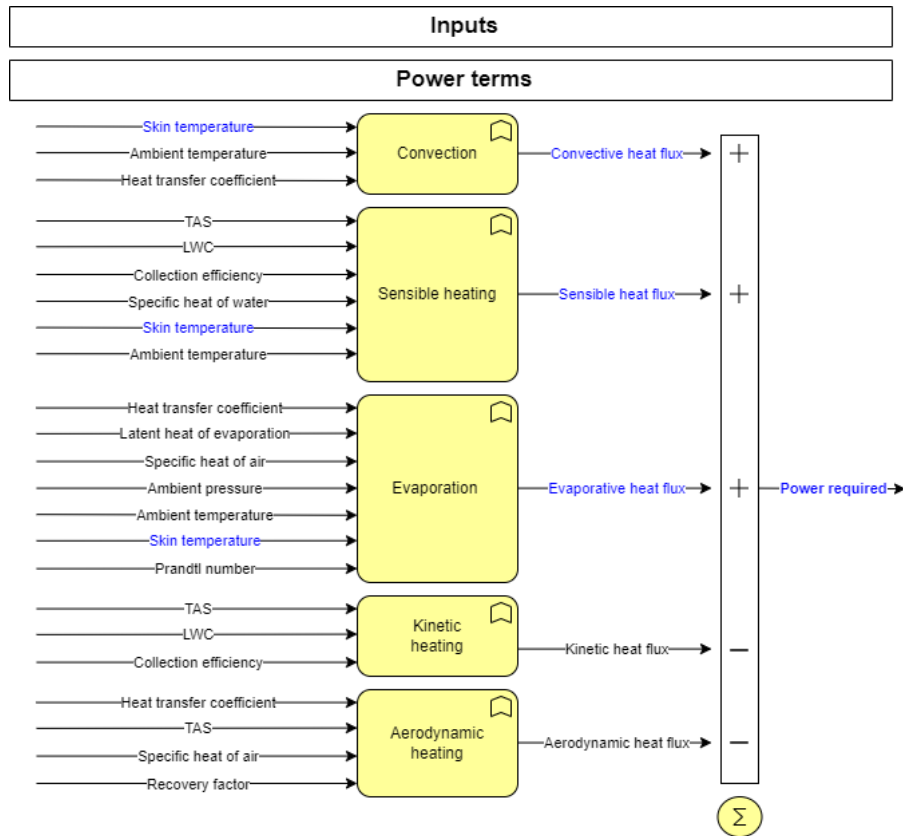 Inputs
Power terms
Skin temperature
Ambient temperature
Heat transfer coefficient
Convection
Convective heat flux
+
TAS
LWC
Collection efficiency
Specific heat of water
Skin temperature
Ambient temperature
Sensible heating
Sensible heat flux
+
Heat transfer coefficient
Latent heat of evaporation
Specific heat of air
Ambient pressure
Ambient temperature
Skin temperature
Prandtl number
Evaporation
Evaporative heat flux
+
Power required
TAS
LWC
Collection efficiency
Kinetic
heating
Kinetic heat flux
−
Heat transfer coefficient
TAS
Specific heat of air
Recovery factor
Aerodynamic
heating
Aerodynamic heat flux
−
Σ